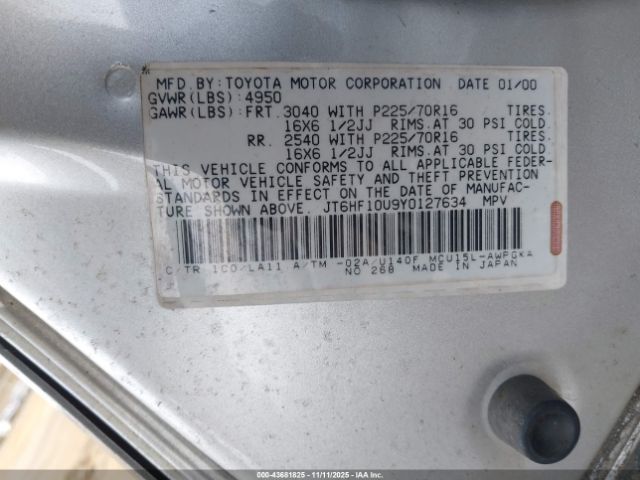 MFD.BY:TOYOTA MOTOR CORPORATION DATE 01/00
GVWR(LBS):4950
GAWR(LBS):FRT.3040 WITH P225/70R16 TIRES.
16X6 1/2JJ RIMS.AT 30 PSI COLD.
RR. 2540 WITH P225/70R16 TIRES.
16X6 1/2JJ RIMS.AT 30 PSI COLD.
THIS VEHICLE CONFORMS TO ALL APPLICABLE FEDER-
AL MOTOR VEHICLE SAFETY AND THEFT PREVENTION
STANDARDS IN EFFECT ON THE DATE OF MANUFAC-
TURE SHOWN ABOVE. JT6HF10U9Y0127634 MPV
C/TR 1C0/LA11 A/TM -02A/U140F MCU15L-AWPGKA
NO 268 MADE IN JAPAN
000-43681825 - 11/11/2025 - IAAI.COM